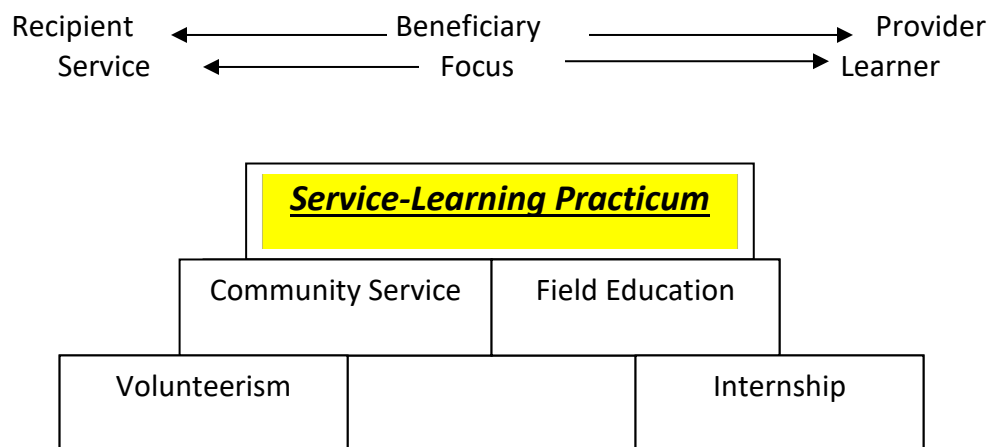 Recipient Beneficiary Provider
Service Focus Learner
Service-Learning Practicum
Community Service Field Education
Volunteerism Internship